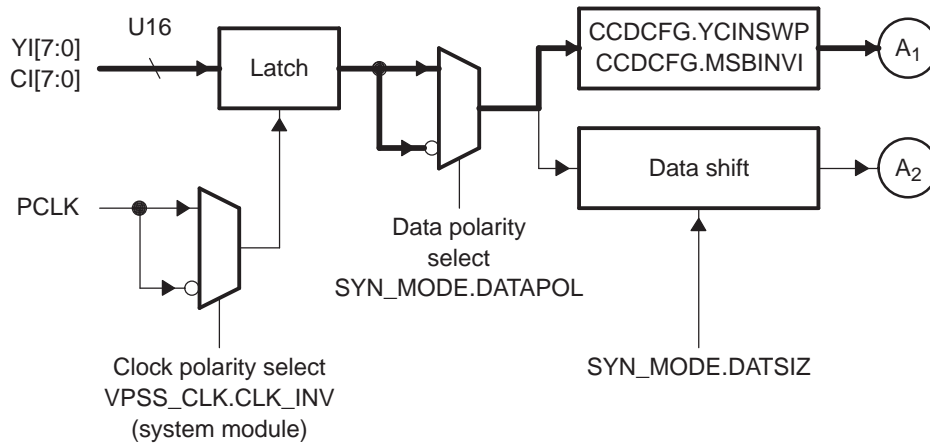 U16
YI[7:0]
CI[7:0]
Latch
CCDCFG.YCINSWP
CCDCFG.MSBINVI
A1
Data shift
A2
PCLK
Data polarity
select
SYN_MODE.DATAPOL
Clock polarity select
VPSS_CLK.CLK_INV
(system module)
SYN_MODE.DATSIZ